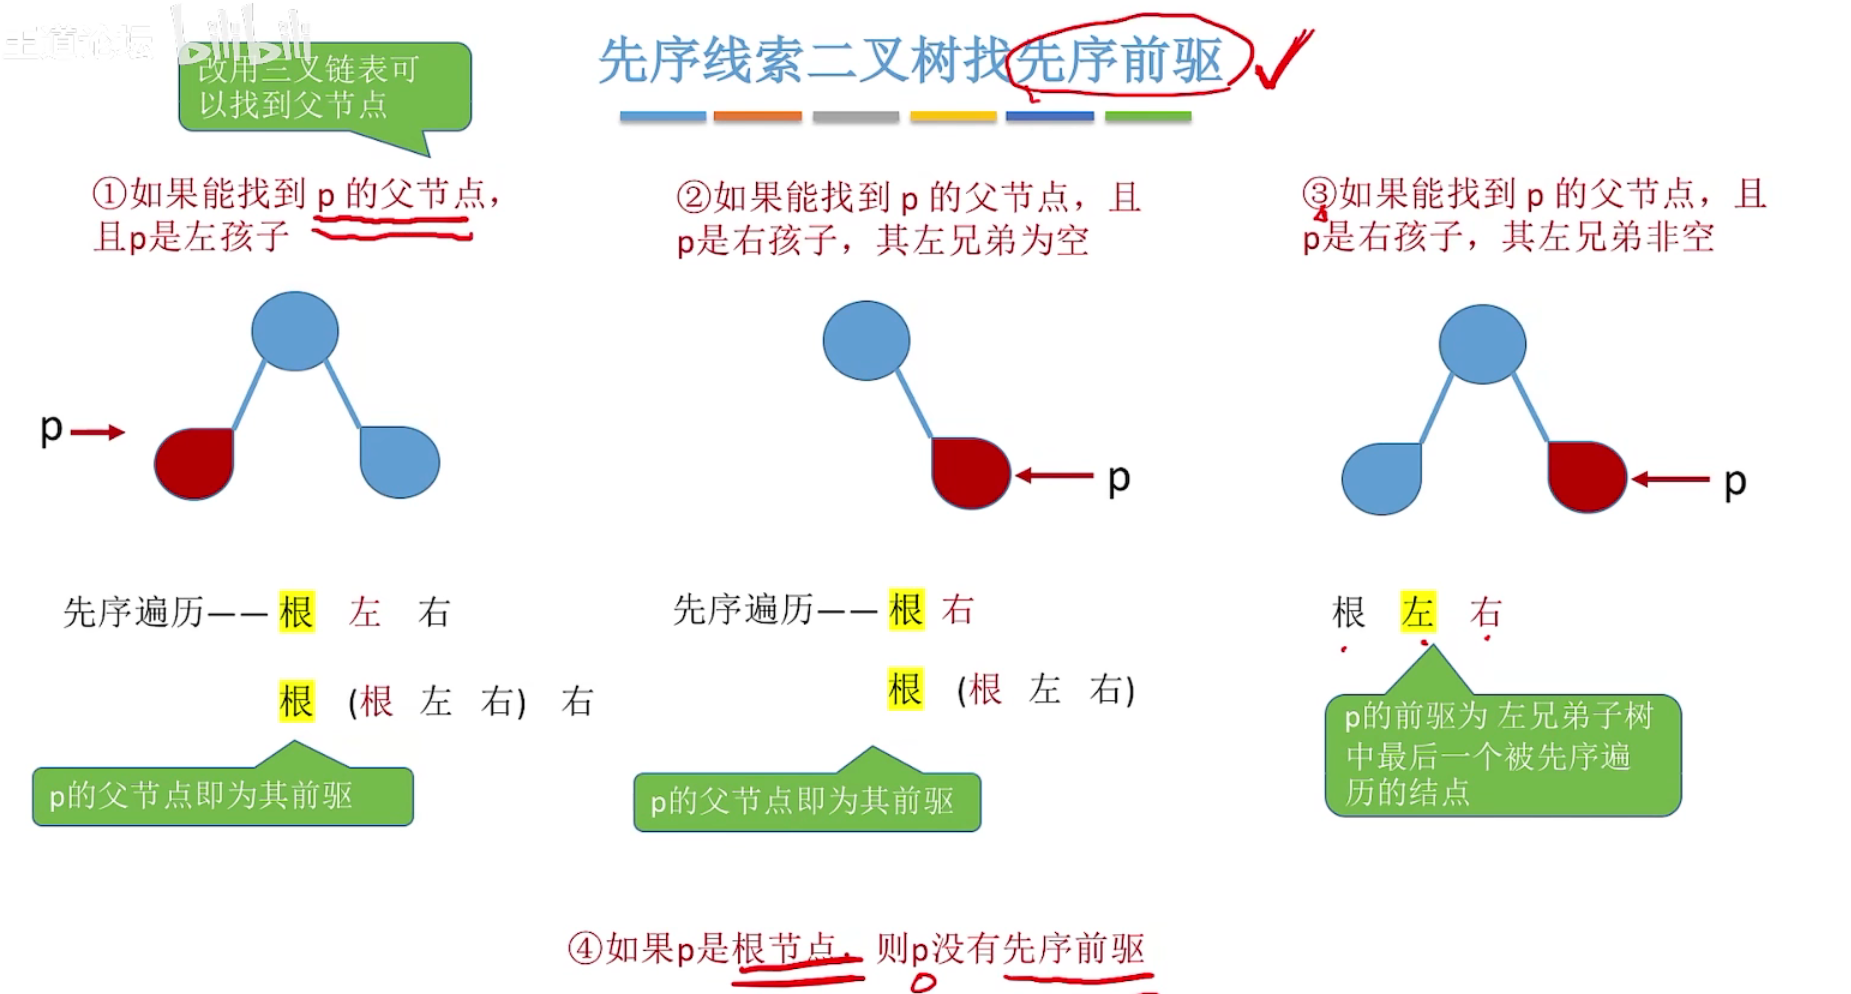 王道论坛 bilibili
先序线索二叉树找先序前驱
改用三叉链表可
以找到父节点
①如果能找到 p 的父节点，
且p是左孩子
②如果能找到 p 的父节点，且
p是右孩子，其左兄弟为空
③如果能找到 p 的父节点，且
p是右孩子，其左兄弟非空
p
p
p
先序遍历—— 根 左 右
根 (根 左 右) 右
p的父节点即为其前驱
先序遍历—— 根 右
根 (根 左 右)
p的父节点即为其前驱
根 左 右
p的前驱为 左兄弟子树
中最后一个被先序遍
历的结点
④如果p是根节点，则p没有先序前驱